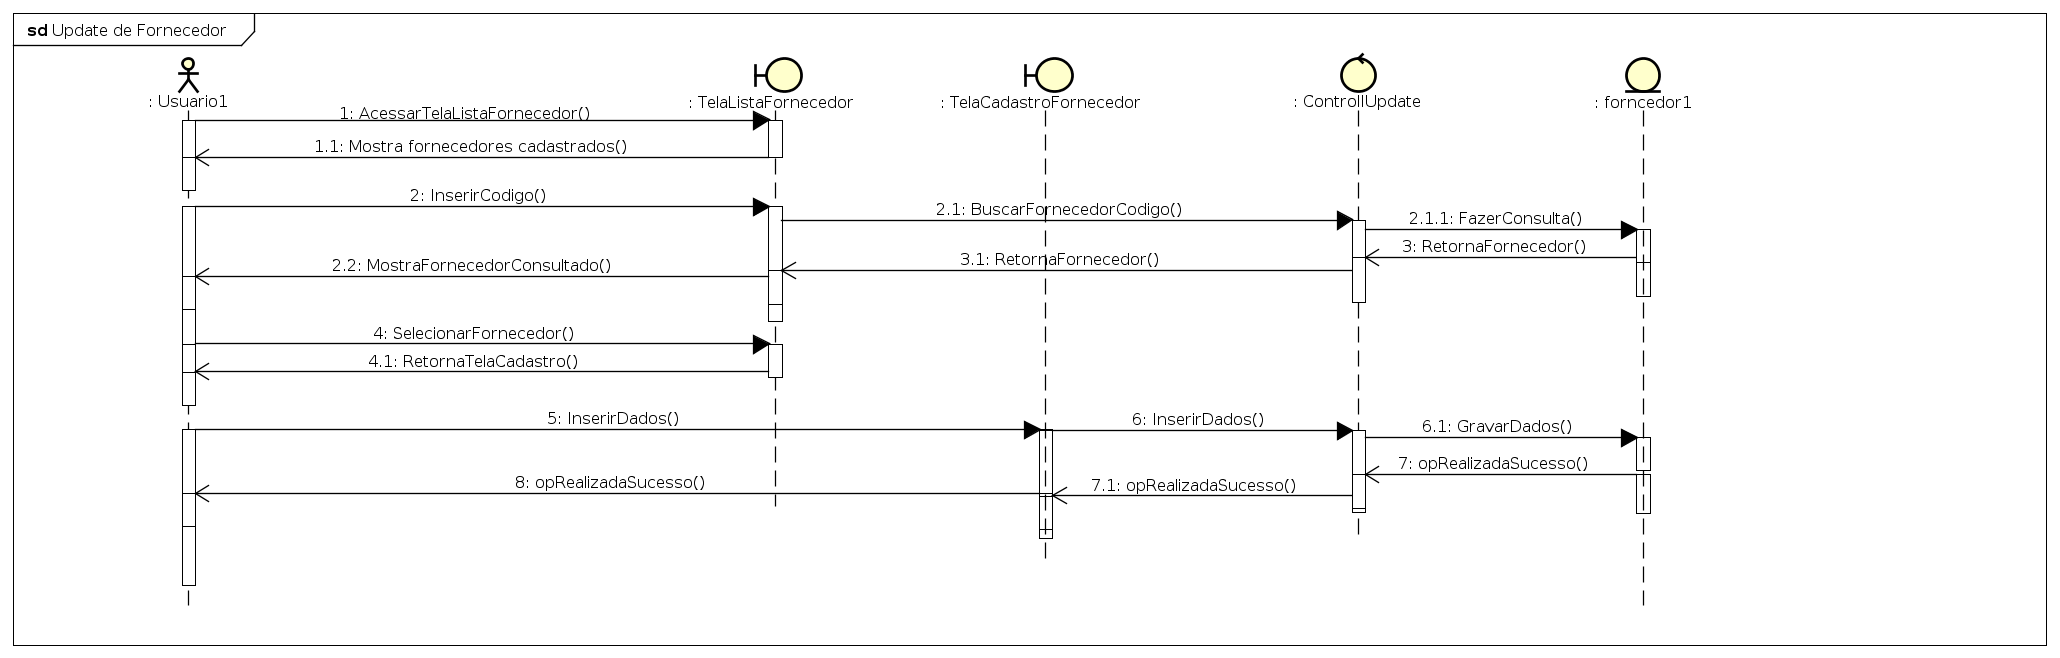 sd Update de Fornecedor
: Usuario1
: TelaListaFornecedor
: TelaCadastroFornecedor
: ControllUpdate
: forncedor1
1: AcessarTelaListaFornecedor()
1.1: Mostra fornecedores cadastrados()
2: InserirCodigo()
2.1: BuscarFornecedorCodigo()
2.1.1: FazerConsulta()
3: RetornaFornecedor()
3.1: RetornaFornecedor()
2.2: MostraFornecedorConsultado()
4: SelecionarFornecedor()
4.1: RetornaTelaCadastro()
5: InserirDados()
6: InserirDados()
6.1: GravarDados()
7: opRealizadaSucesso()
7.1: opRealizadaSucesso()
8: opRealizadaSucesso()